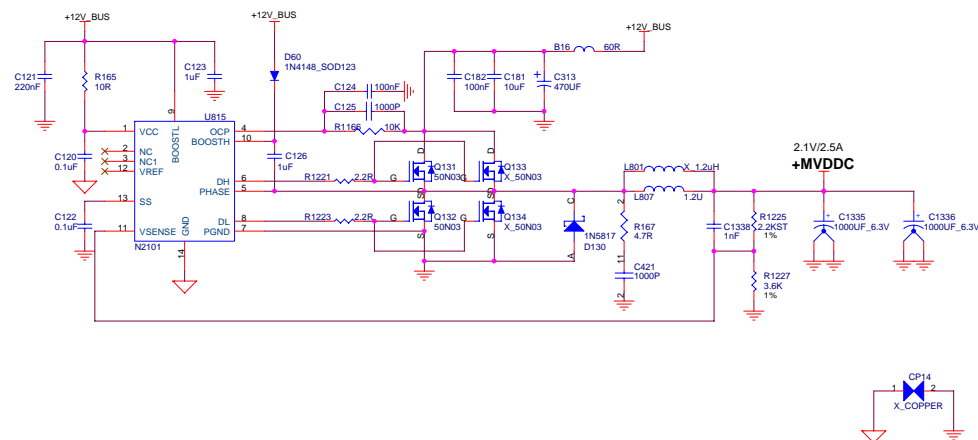 +12V_BUS
+12V_BUS
+12V_BUS
B16
60R
D60
1N4148_SOD123
C121
220nF
R165
10R
C123
1uF
C124
100nF
C125
1000P
R1166
10K
C182
100nF
C181
10uF
C313
470UF
U815
9
BOOSTL
1
VCC
2
NC
3
NC1
12
VREF
13
SS
11
VSENSE
GND
14
N2101
OCP
4
BOOSTH
10
DH
6
PHASE
5
DL
8
PGND
7
C120
0.1uF
C122
0.1uF
C126
1uF
R1221
2.2R
R1223
2.2R
D
G
Q131
50N03
D
G
Q133
X_50N03
SD
G
Q132
50N03
S
SD
G
Q134
X_50N03
S
C
1N5817
D130
A
L801
X_1.2uH
L807
1.2U
2
R167
4.7R
11
C421
1000P
2
C1338
1nF
R1225
2.2KST
1%
R1227
3.6K
1%
2.1V/2.5A
+MVDDC
C1335
1000UF_6.3V
C1336
1000UF_6.3V
CP14
1
2
X_COPPER